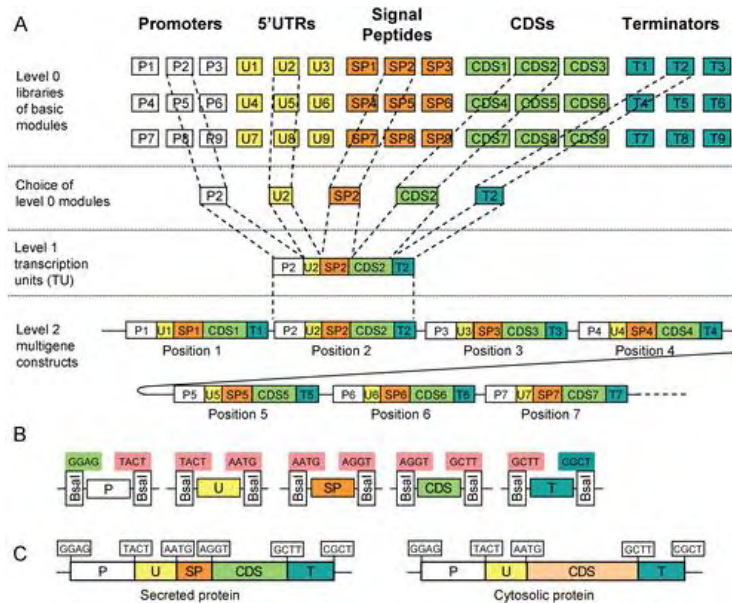 A
Promoters 5'UTRs Signal Peptides CDSs Terminators
Level 0 libraries of basic modules
P1 P2 P3 U1 U2 U3 SP1 SP2 SP3 CDS1 CDS2 CDS3 T1 T2 T3
P4 P5 P6 U4 U5 U6 SP4 SP5 SP6 CDS4 CDS5 CDS6 T4 T5 T6
P7 P8 P9 U7 U8 U9 SP7 SP8 SP9 CDS7 CDS8 CDS9 T7 T8 T9
Choice of level 0 modules
P2 U2 SP2 CDS2 T2
Level 1 transcription units (TU)
P2 U2 SP2 CDS2 T2
Level 2 multigene constructs
P1 U1 SP1 CDS1 T1 P2 U2 SP2 CDS2 T2 P3 U3 SP3 CDS3 T3 P4 U4 SP4 CDS4 T4
Position 1 Position 2 Position 3 Position 4
P5 U5 SP5 CDS5 T5 P6 U6 SP6 CDS6 T6 P7 U7 SP7 CDS7 T7
Position 5 Position 6 Position 7
B
GGAG TACT TACT AATG AATG AGGT AGGT GCTT GCTT CGCT
BsaI P BsaI BsaI U BsaI BsaI SP BsaI BsaI CDS BsaI BsaI T BsaI
C
GGAG TACT AATG AGGT GCTT CGCT GGAG TACT AATG GCTT CGCT
P U SP CDS T P U CDS T
Secreted protein Cytosolic protein